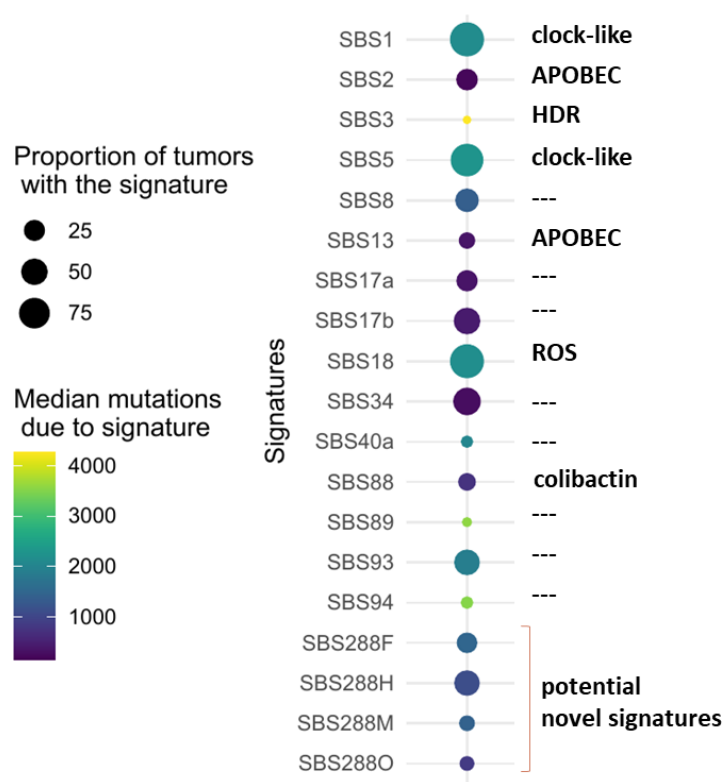 Proportion of tumors
with the signature
25
50
75
Median mutations
due to signature
4000
3000
2000
1000
Signatures
SBS1 clock-like
SBS2 APOBEC
SBS3 HDR
SBS5 clock-like
SBS8 ---
SBS13 APOBEC
SBS17a ---
SBS17b ---
SBS18 ROS
SBS34 ---
SBS40a ---
SBS88 colibactin
SBS89 ---
SBS93 ---
SBS94 ---
SBS288F
SBS288H
SBS288M
SBS288O
potential
novel signatures